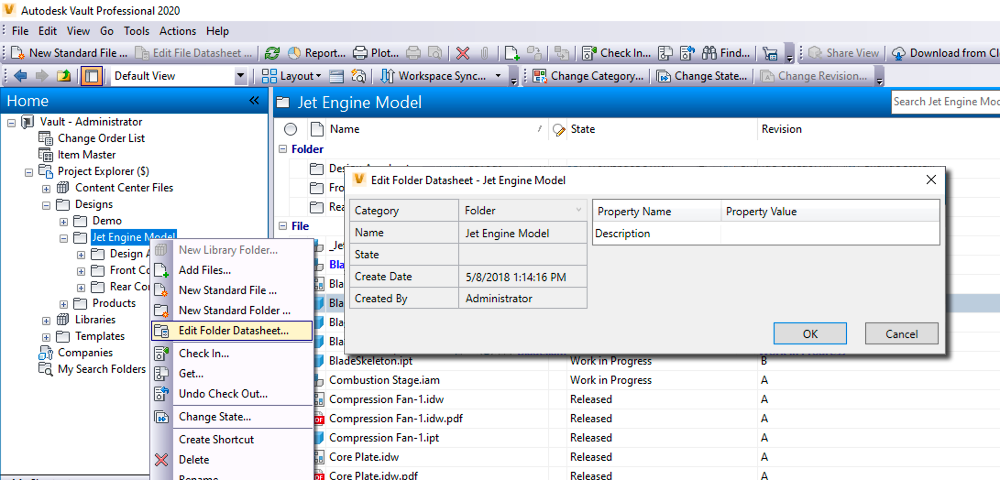 Autodesk Vault Professional 2020
File Edit View Go Tools Actions Help
New Standard File ... Edit File Datasheet ... Report... Plot... Check In... Find... Share View Download from Cl
Default View Layout Workspace Sync... Change Category... Change State... Change Revision...
Home
Vault - Administrator
Change Order List
Item Master
Project Explorer ($)
Content Center Files
Designs
Demo
Jet Engine Model
Design A
Front Co
Rear Co
Products
Libraries
Templates
Companies
My Search Folders
New Library Folder...
Add Files...
New Standard File ...
New Standard Folder ...
Edit Folder Datasheet...
Check In...
Get...
Undo Check Out...
Change State...
Create Shortcut
Delete
Rename
Jet Engine Model
Search Jet Engine Mod
Name State Revision
Folder
Des
Fro
Rea
File
_Je
Bla
Bla
Bla
Bla
Bla
BladeSkeleton.ipt Work in Progress B
Combustion Stage.iam Work in Progress A
Compression Fan-1.idw Released A
Compression Fan-1.idw.pdf Released A
Compression Fan-1.ipt Released A
Core Plate.idw Released A
Core Plate.idw.pdf Released A
Edit Folder Datasheet - Jet Engine Model
Category Folder
Name Jet Engine Model
State
Create Date 5/8/2018 1:14:16 PM
Created By Administrator
Property Name Property Value
Description
OK Cancel